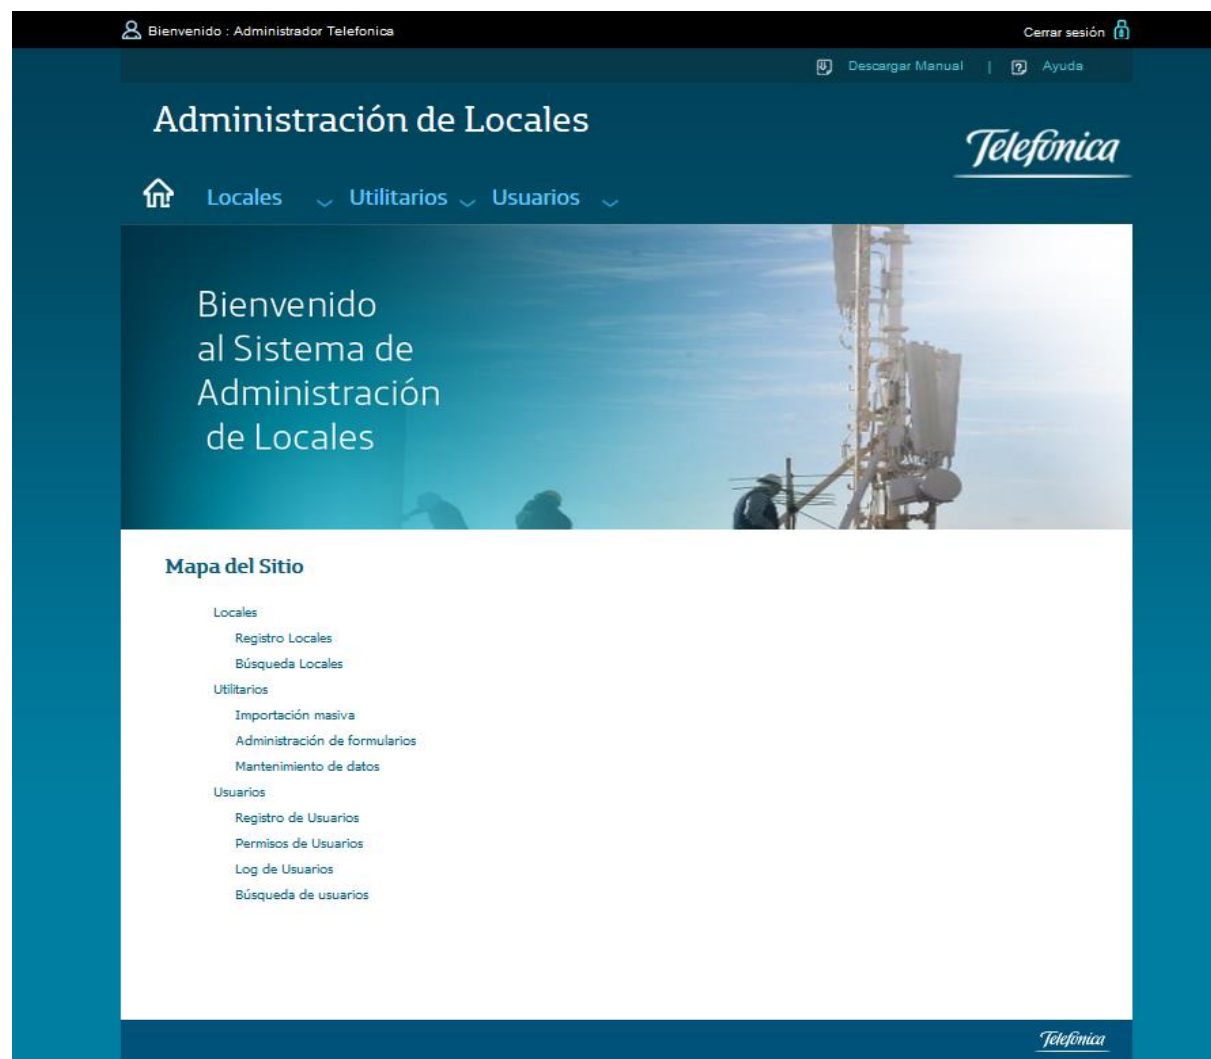 Bienvenido : Administrador Telefonica
Cerrar sesión
Descargar Manual | Ayuda
Administración de Locales
Telefónica
Locales Utilitarios Usuarios
Bienvenido
al Sistema de
Administración
de Locales
Mapa del Sitio
Locales
Registro Locales
Búsqueda Locales
Utilitarios
Importación masiva
Administración de formularios
Mantenimiento de datos
Usuarios
Registro de Usuarios
Permisos de Usuarios
Log de Usuarios
Búsqueda de usuarios
Telefónica